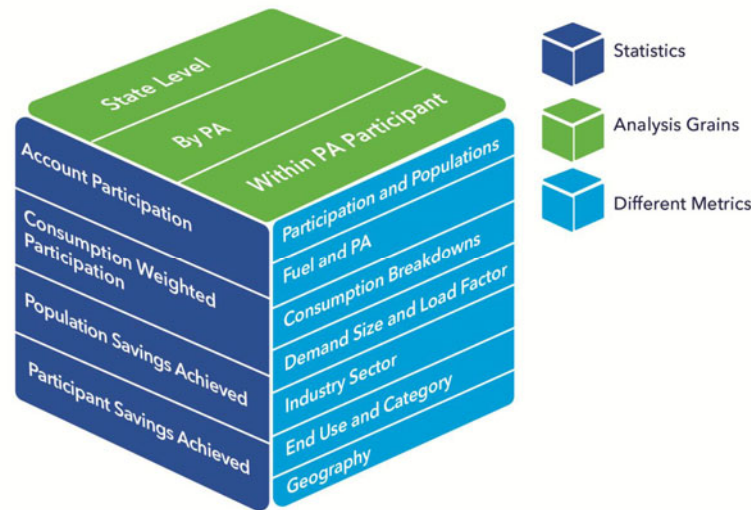 State Level
By PA
Within PA Participant
Account Participation
Consumption Weighted
Participation
Population Savings Achieved
Participant Savings Achieved
Participation and Populations
Fuel and PA
Consumption Breakdowns
Demand Size and Load Factor
Industry Sector
End Use and Category
Geography
Statistics
Analysis Grains
Different Metrics